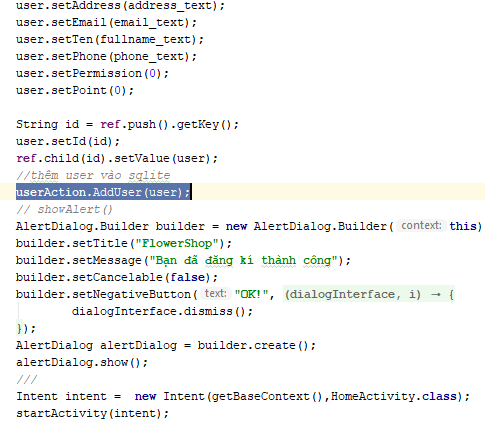 user.setAddress(address_text);
user.setEmail(email_text);
user.setTen(fullname_text);
user.setPhone(phone_text);
user.setPermission(0);
user.setPoint(0);
String id = ref.push().getKey();
user.setId(id);
ref.child(id).setValue(user);
//thêm user vào sqlite
userAction.AddUser(user);
// showAlert()
AlertDialog.Builder builder = new AlertDialog.Builder( context: this)
builder.setTitle("FlowerShop");
builder.setMessage("Bạn đã đăng kí thành công");
builder.setCancelable(false);
builder.setNegativeButton( text: "OK!", (dialogInterface, i) → {
dialogInterface.dismiss();
});
AlertDialog alertDialog = builder.create();
alertDialog.show();
///
Intent intent =  new Intent(getBaseContext(),HomeActivity.class);
startActivity(intent);